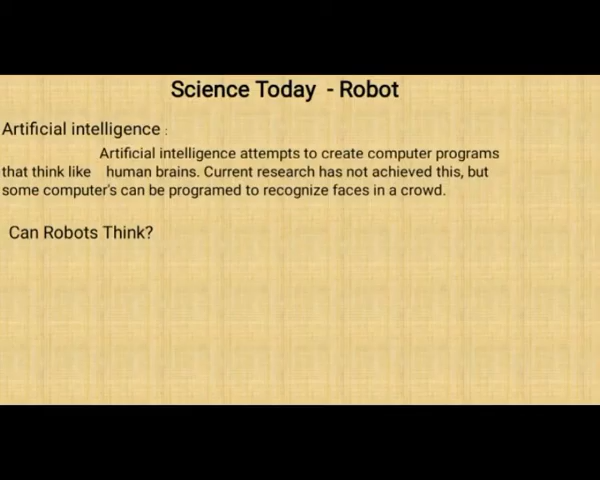 Science Today - Robot
Artificial intelligence :
Artificial intelligence attempts to create computer programs
that think like human brains. Current research has not achieved this, but
some computer's can be programed to recognize faces in a crowd.
Can Robots Think?